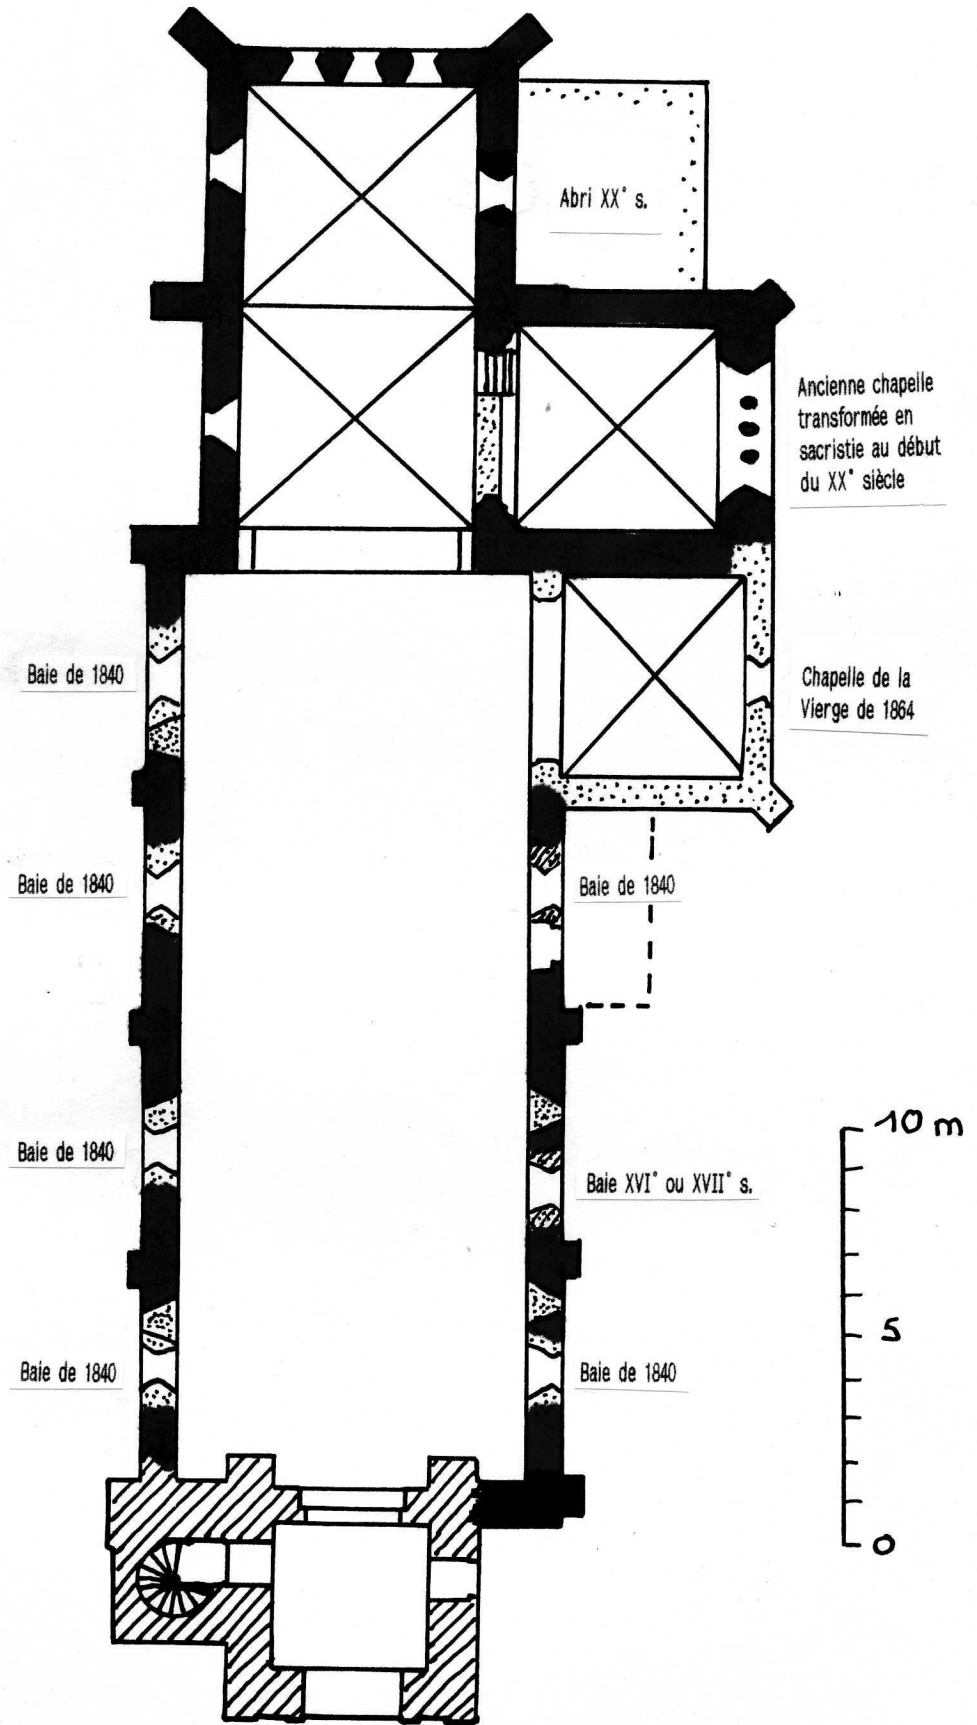 Abri XX° s.
Ancienne chapelle
transformée en
sacristie au début
du XX° siècle
Baie de 1840
Chapelle de la
Vierge de 1864
Baie de 1840
Baie de 1840
10 m
Baie de 1840
Baie XVI° ou XVII° s.
5
Baie de 1840
Baie de 1840
0